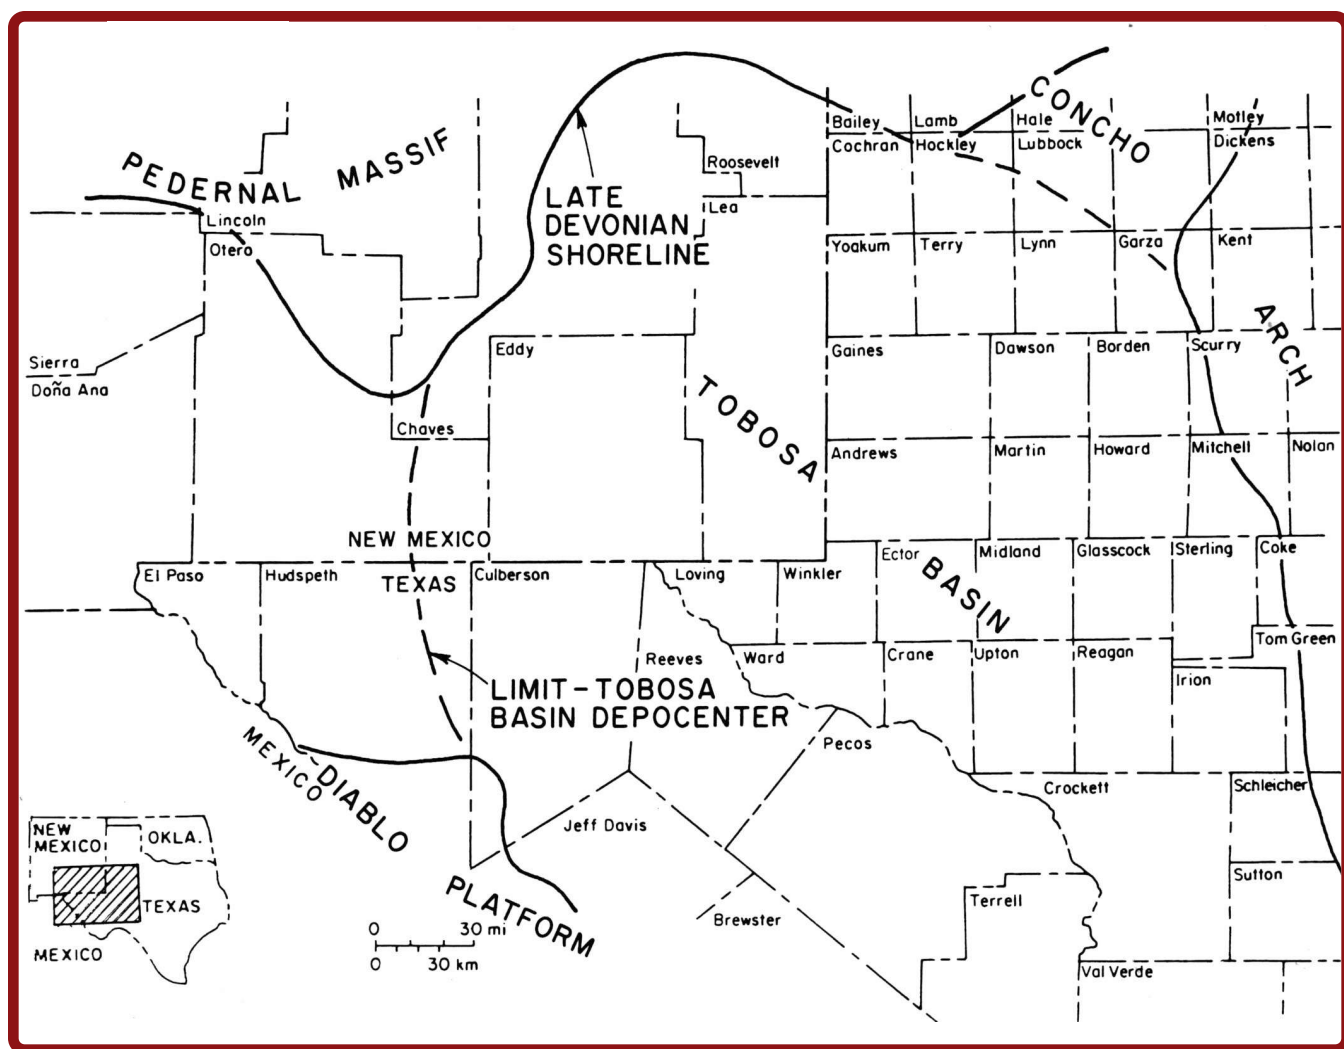 PEDERNAL MASSIF
CONCHO
ARCH
LATE
DEVONIAN
SHORELINE
TOBOSA
BASIN
LIMIT-TOBOSA
BASIN DEPOCENTER
DIABLO
PLATFORM
NEW MEXICO
TEXAS
MEXICO
Bailey
Lamb
Hale
Motley
Cochran
Hockley
Lubbock
Dickens
Roosevelt
Lea
Lincoln
Otero
Yoakum
Terry
Lynn
Garza
Kent
Sierra
Doña Ana
Eddy
Gaines
Dawson
Borden
Scurry
Chaves
Andrews
Martin
Howard
Mitchell
Nolan
El Paso
Hudspeth
Culberson
Loving
Winkler
Ector
Midland
Glasscock
Sterling
Coke
Reeves
Ward
Crane
Upton
Reagan
Tom Green
Irion
Pecos
Jeff Davis
Crockett
Schleicher
Brewster
Terrell
Sutton
Val Verde
0 30 mi
0 30 km
NEW
MEXICO
OKLA.
TEXAS
MEXICO